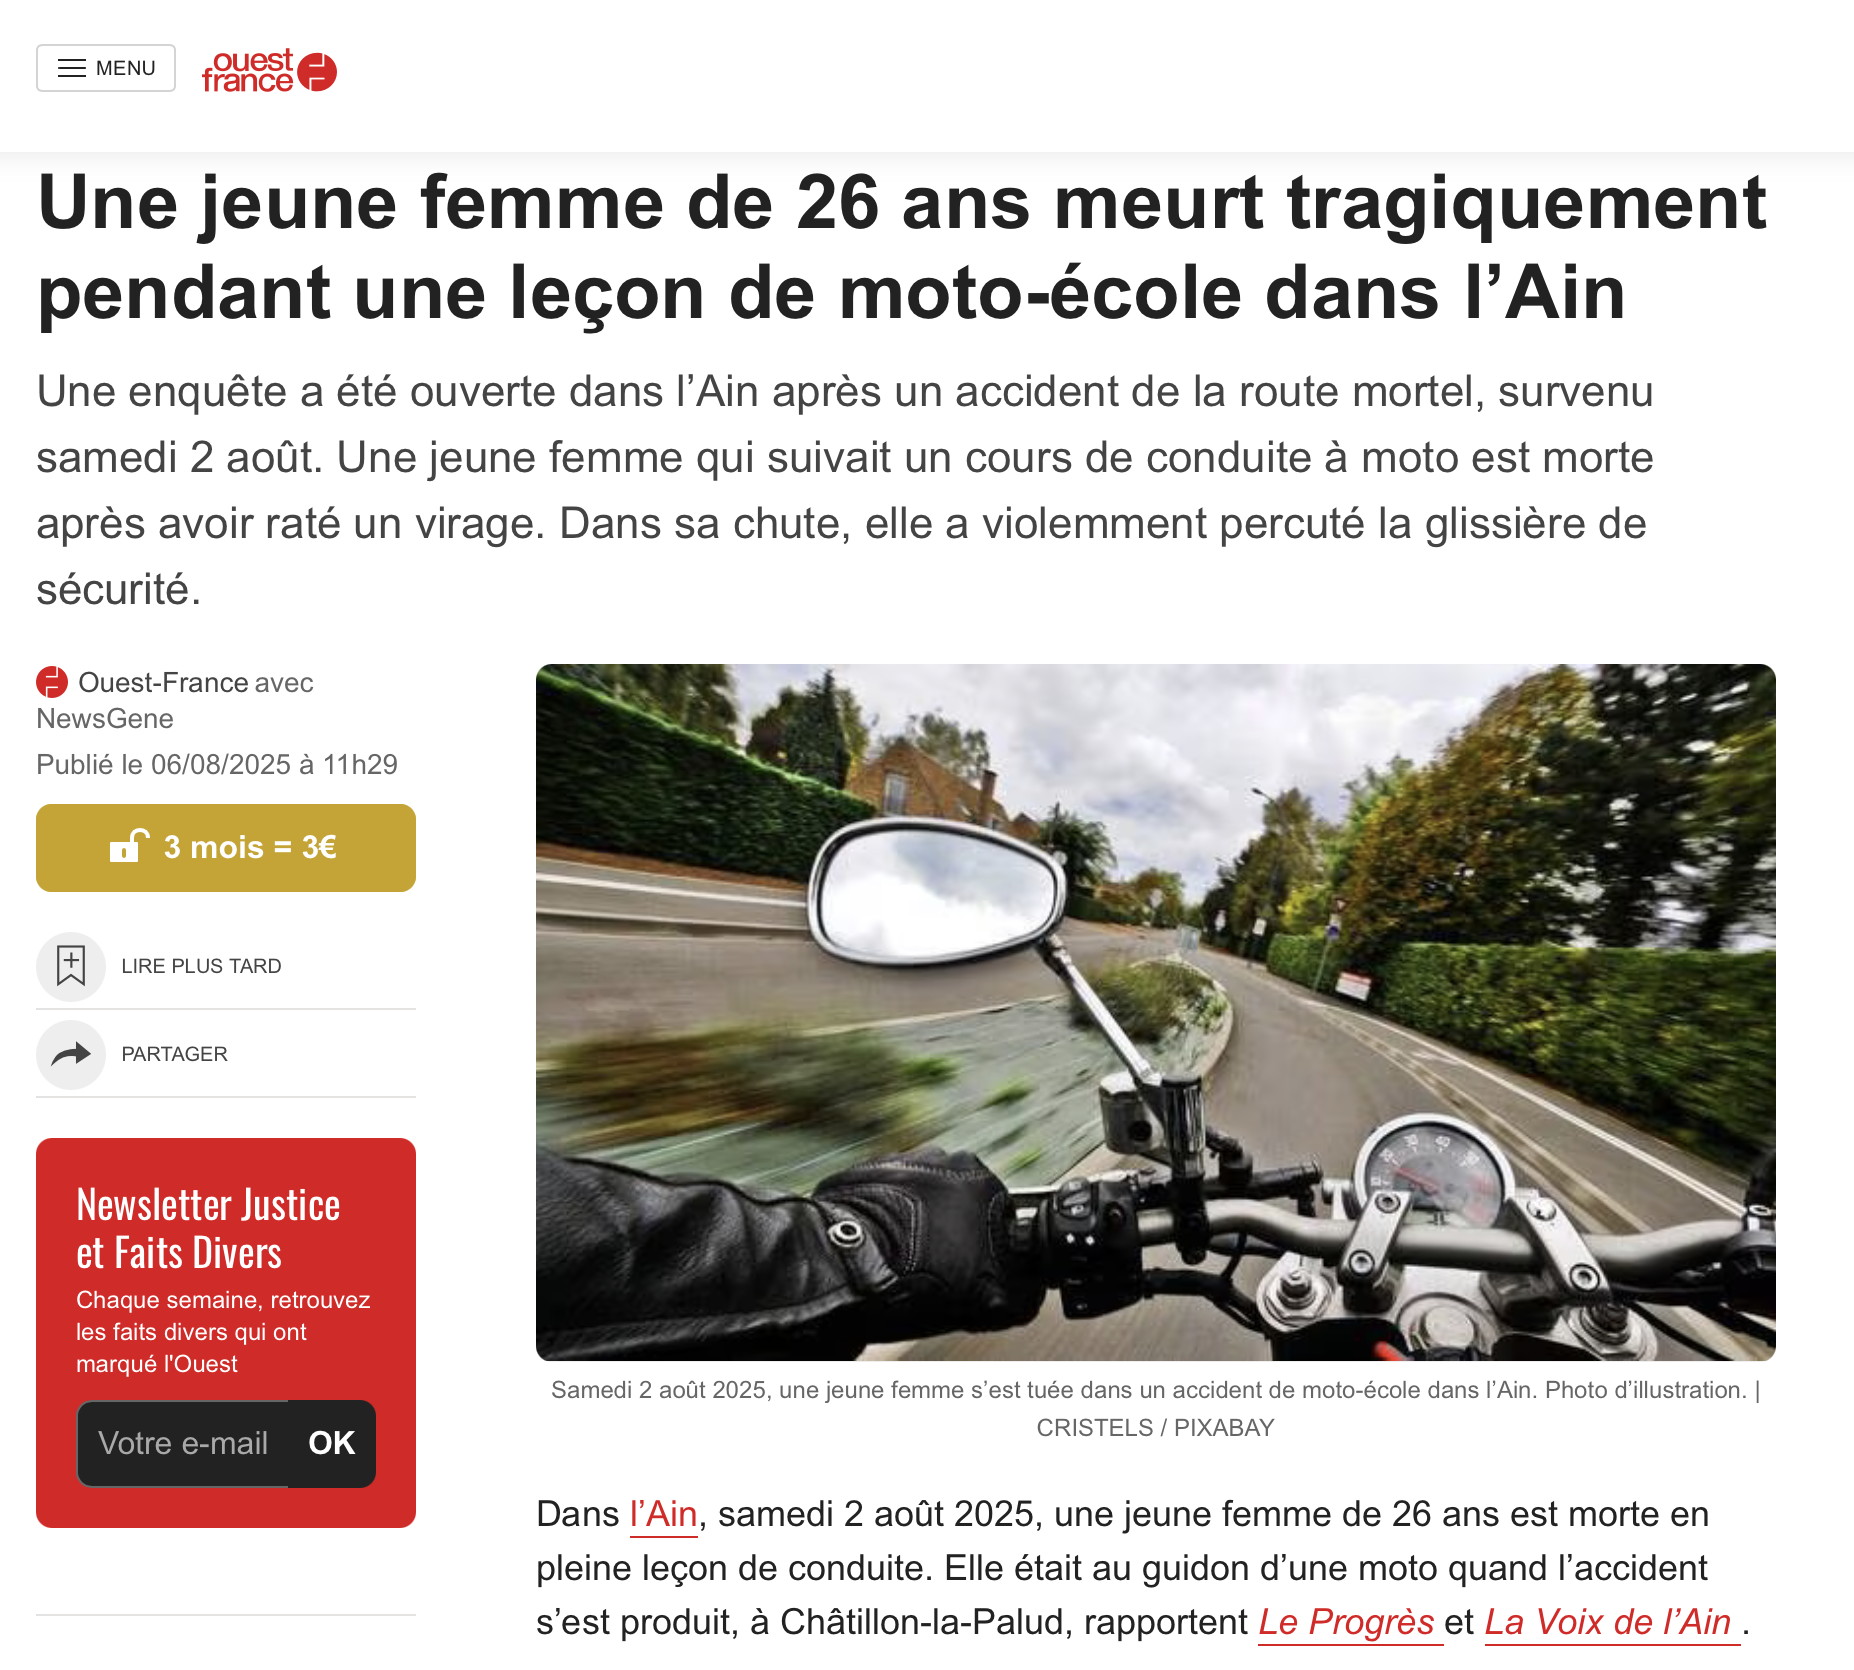 MENU
ouest
france
Une jeune femme de 26 ans meurt tragiquement
pendant une leçon de moto-école dans l’Ain
Une enquête a été ouverte dans l’Ain après un accident de la route mortel, survenu
samedi 2 août. Une jeune femme qui suivait un cours de conduite à moto est morte
après avoir raté un virage. Dans sa chute, elle a violemment percuté la glissière de
sécurité.
Ouest-France avec
NewsGene
Publié le 06/08/2025 à 11h29
3 mois = 3€
LIRE PLUS TARD
PARTAGER
Newsletter Justice
et Faits Divers
Chaque semaine, retrouvez
les faits divers qui ont
marqué l'Ouest
Votre e-mail OK
Samedi 2 août 2025, une jeune femme s’est tuée dans un accident de moto-école dans l’Ain. Photo d’illustration. |
CRISTELS / PIXABAY
Dans l’Ain, samedi 2 août 2025, une jeune femme de 26 ans est morte en
pleine leçon de conduite. Elle était au guidon d’une moto quand l’accident
s’est produit, à Châtillon-la-Palud, rapportent Le Progrès et La Voix de l’Ain .